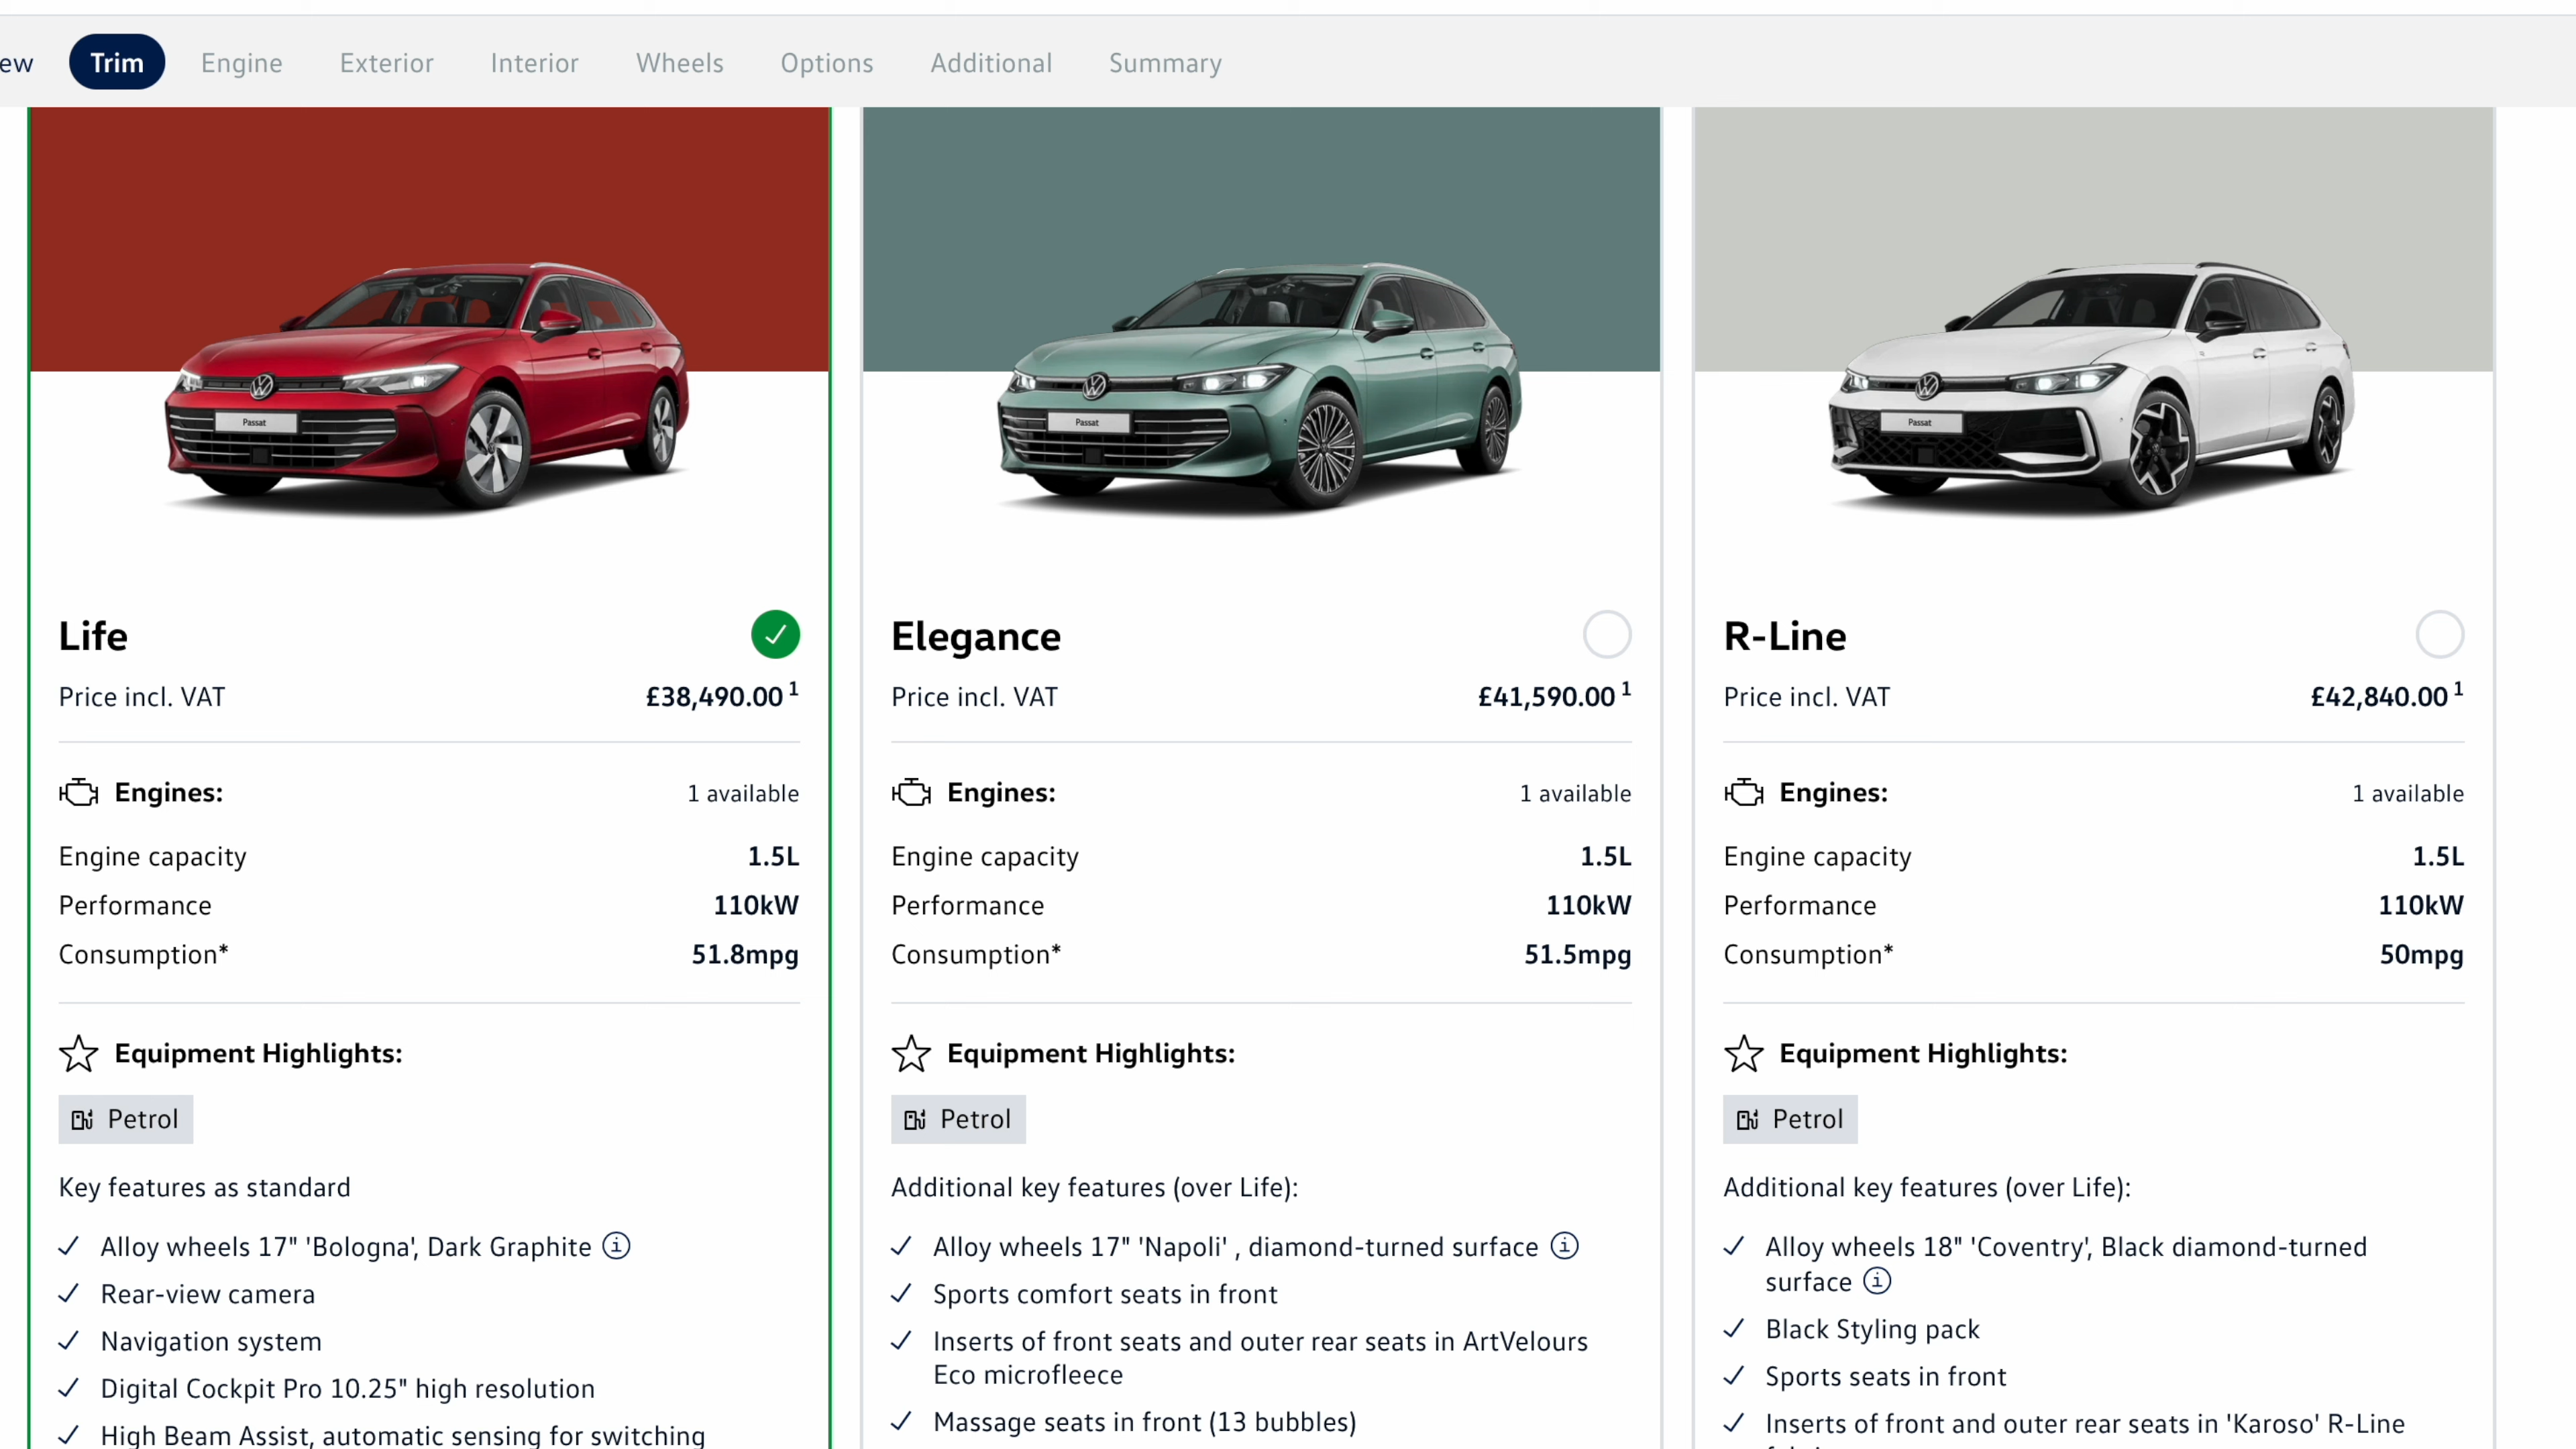 ew Trim Engine Exterior Interior Wheels Options Additional Summary
Passat
Passat
Passat
Life
Price incl. VAT £38,490.00 1
Engines: 1 available
Engine capacity 1.5L
Performance 110kW
Consumption* 51.8mpg
Equipment Highlights:
Petrol
Key features as standard
Alloy wheels 17" 'Bologna', Dark Graphite
Rear-view camera
Navigation system
Digital Cockpit Pro 10.25" high resolution
High Beam Assist, automatic sensing for switching
Elegance
Price incl. VAT £41,590.00 1
Engines: 1 available
Engine capacity 1.5L
Performance 110kW
Consumption* 51.5mpg
Equipment Highlights:
Petrol
Additional key features (over Life):
Alloy wheels 17" 'Napoli' , diamond-turned surface
Sports comfort seats in front
Inserts of front seats and outer rear seats in ArtVelours
Eco microfleece
Massage seats in front (13 bubbles)
R-Line
Price incl. VAT £42,840.00 1
Engines: 1 available
Engine capacity 1.5L
Performance 110kW
Consumption* 50mpg
Equipment Highlights:
Petrol
Additional key features (over Life):
Alloy wheels 18" 'Coventry', Black diamond-turned
surface
Black Styling pack
Sports seats in front
Inserts of front and outer rear seats in 'Karoso' R-Line